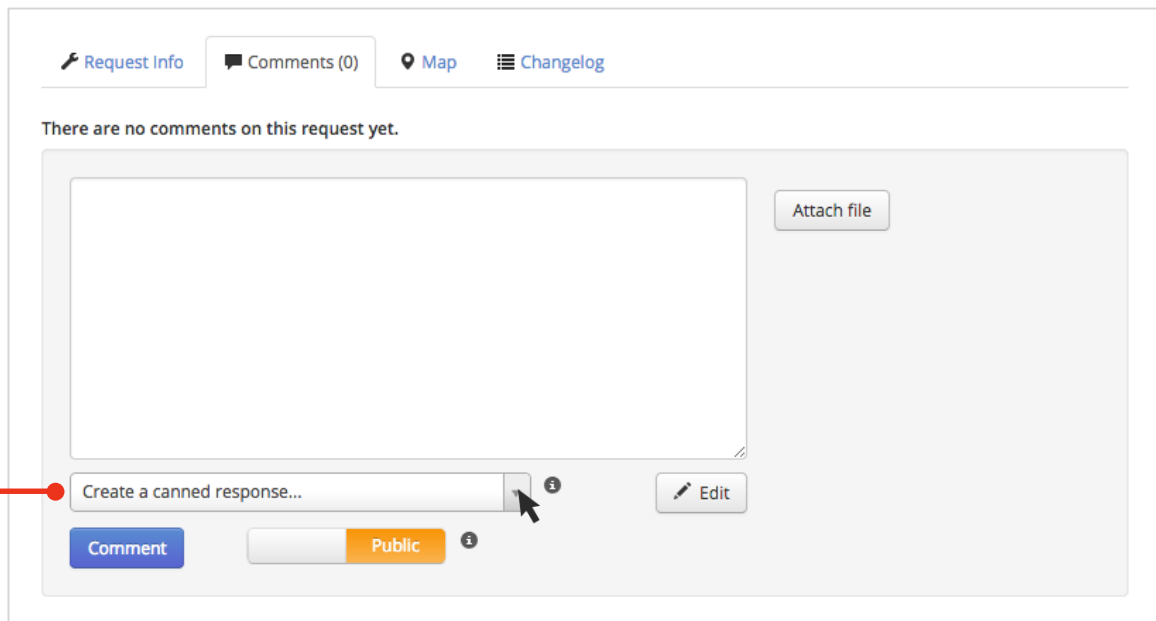 Request Info Comments (0) Map Changelog
There are no comments on this request yet.
Attach file
Create a canned response...
Edit
Comment
Public